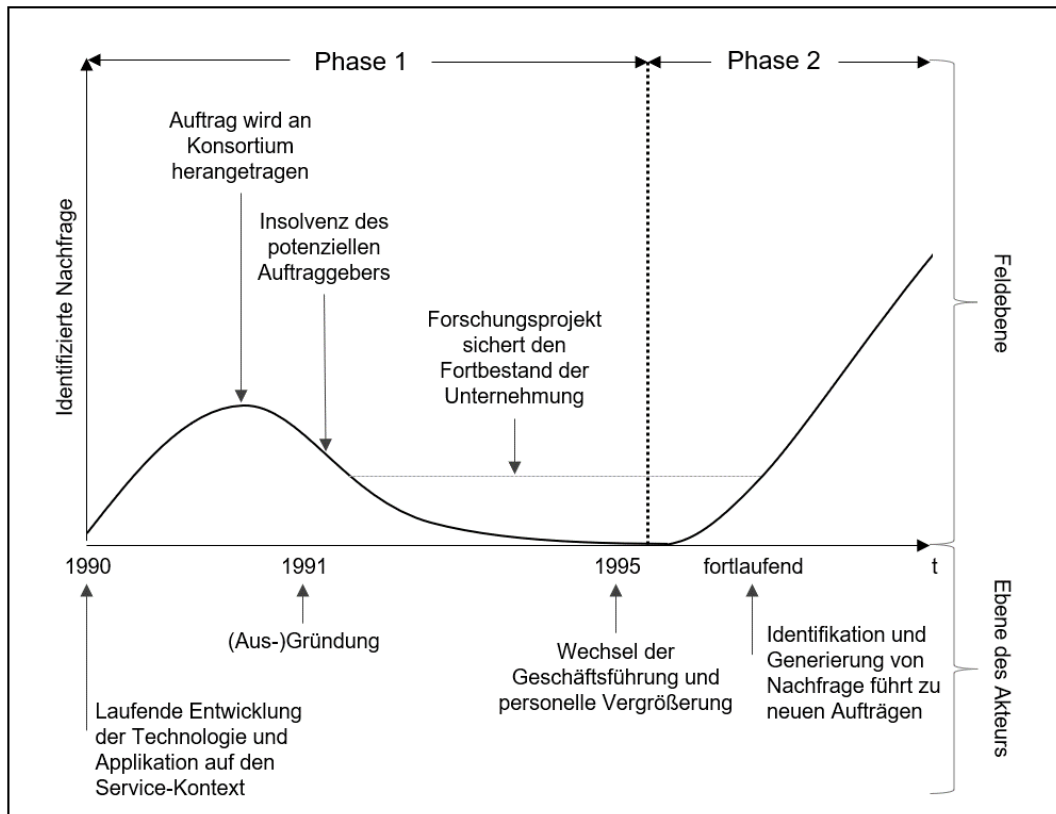 Phase 1
Phase 2
Identifizierte Nachfrage
Auftrag wird an
Konsortium
herangetragen
Insolvenz des
potenziellen
Auftraggebers
Forschungsprojekt
sichert den
Fortbestand der
Unternehmung
Feldebene
1990
1991
1995
fortlaufend
t
(Aus-)Gründung
Wechsel der
Geschäftsführung und
personelle Vergrößerung
Identifikation und
Generierung von
Nachfrage führt zu
neuen Aufträgen
Laufende Entwicklung
der Technologie und
Applikation auf den
Service-Kontext
Ebene des Akteurs